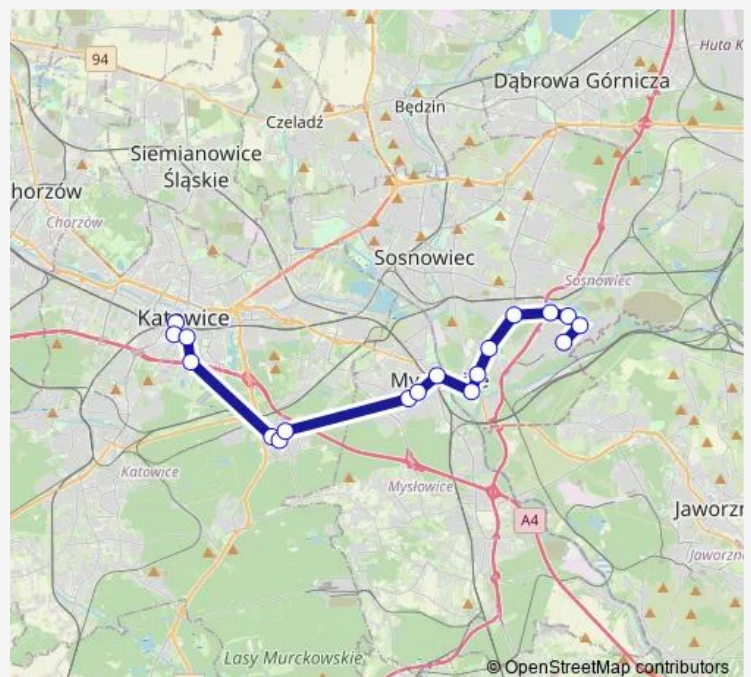 Huta K
94
Dąbrowa Górnicza
Będzin
Czeladź
Siemianowice
Śląskie
horzów
Chorzów
Sosnowiec
Sosnowiec
Katowice
My
Katowice
Mysłowice
Jaworzn
A4
Jaworzno
Lasy Murckowskie
© OpenStreetMap contributors